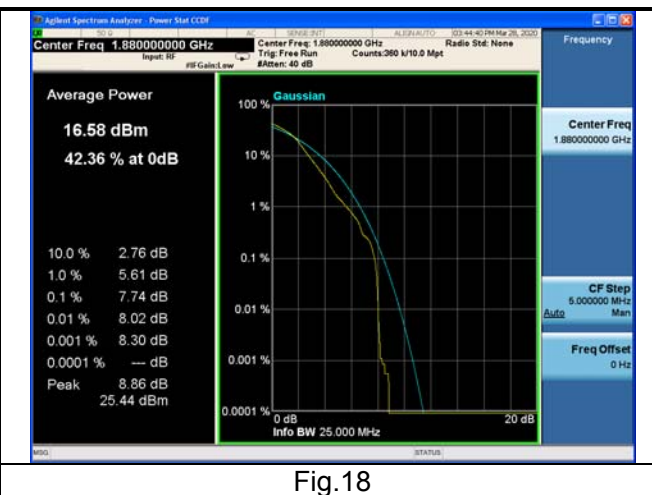 Agilent Spectrum Analyzer - Power Stat CCDF
50 Ω AC SENSE:INT ALIGN AUTO 03:44:40 PM Mar 28, 2020
Center Freq 1.880000000 GHz
Input: RF
#IFGain:Low
Center Freq: 1.880000000 GHz
Radio Std: None
Trig: Free Run
Counts:360 k/10.0 Mpt
#Atten: 40 dB
Frequency
Average Power
16.58 dBm
42.36 % at 0dB
10.0 % 2.76 dB
1.0 % 5.61 dB
0.1 % 7.74 dB
0.01 % 8.02 dB
0.001 % 8.30 dB
0.0001 % --- dB
Peak 8.86 dB
25.44 dBm
Gaussian
100 %
10 %
1 %
0.1 %
0.01 %
0.001 %
0.0001 %
0 dB
20 dB
Info BW 25.000 MHz
Center Freq
1.880000000 GHz
CF Step
5.000000 MHz
Auto Man
Freq Offset
0 Hz
MSG
STATUS
Fig.18